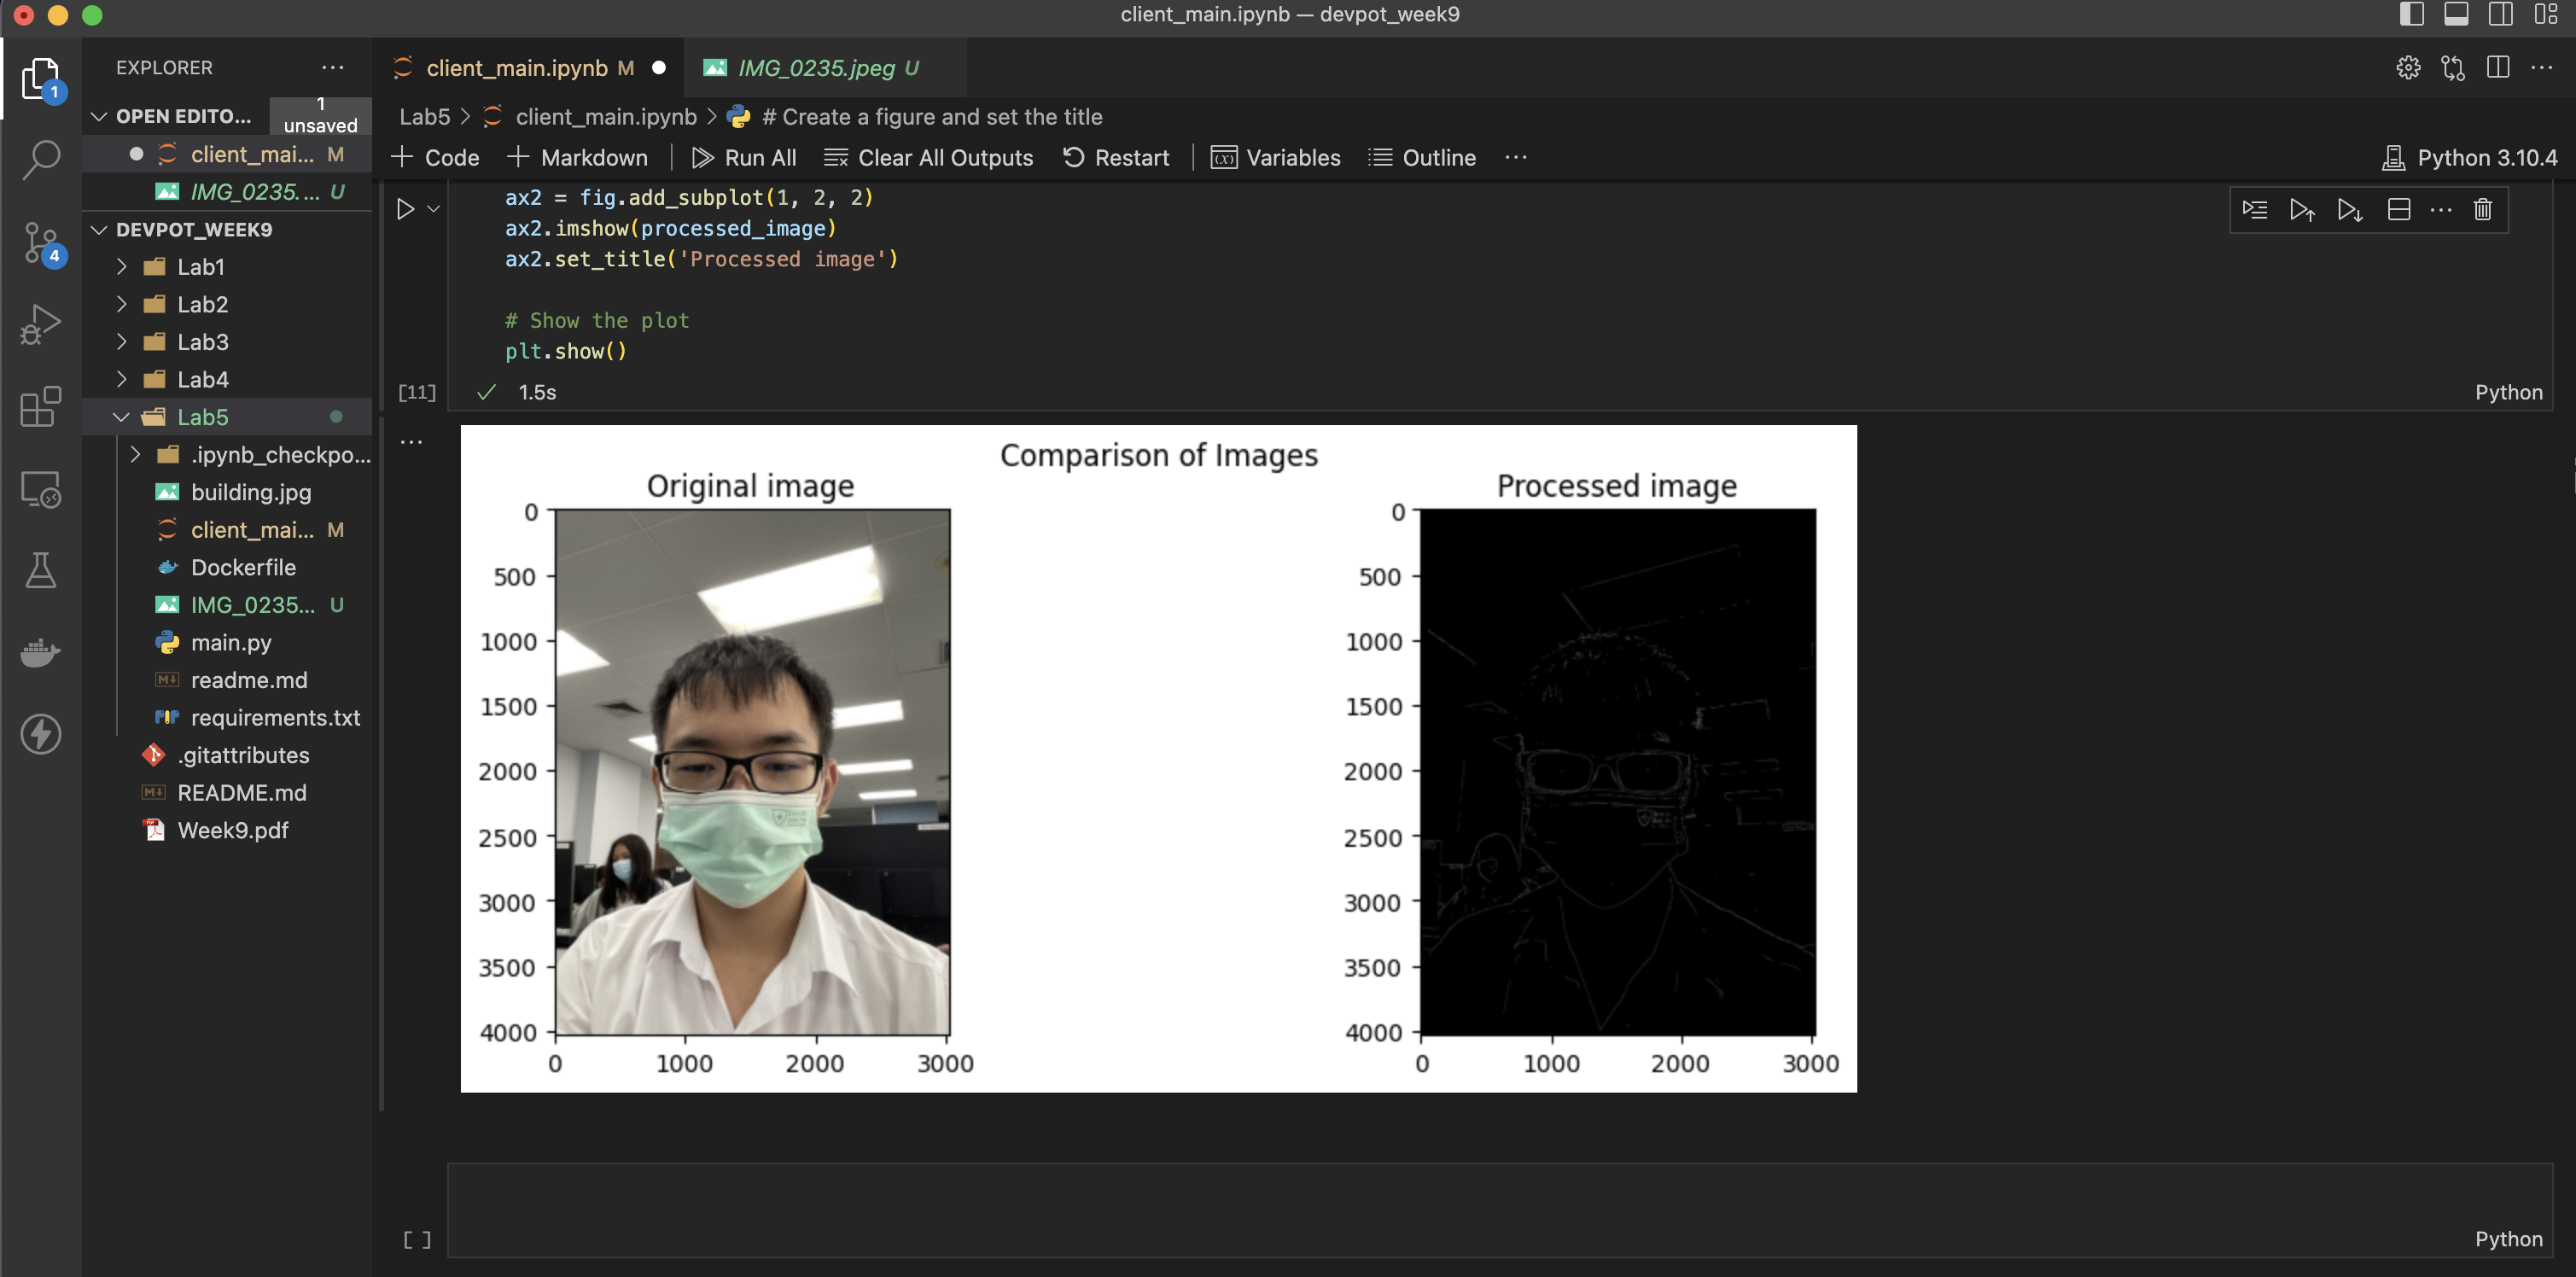 client_main.ipynb — devpot_week9
EXPLORER ...
client_main.ipynb M
IMG_0235.jpeg U
1
OPEN EDITO...
1 unsaved
Lab5 > client_main.ipynb > # Create a figure and set the title
client_mai... M
+ Code + Markdown | Run All Clear All Outputs Restart | Variables Outline ...
Python 3.10.4
IMG_0235.... U
DEVPOT_WEEK9
4
Lab1
Lab2
Lab3
Lab4
Lab5
.ipynb_checkpo...
building.jpg
client_mai... M
Dockerfile
IMG_0235... U
main.py
readme.md
requirements.txt
.gitattributes
README.md
Week9.pdf
ax2 = fig.add_subplot(1, 2, 2)
ax2.imshow(processed_image)
ax2.set_title('Processed image')
# Show the plot
plt.show()
[11]
1.5s
Python
...
Comparison of Images
Original image
0
500
1000
1500
2000
2500
3000
3500
4000
0 1000 2000 3000
Processed image
0
500
1000
1500
2000
2500
3000
3500
4000
0 1000 2000 3000
[ ]
Python